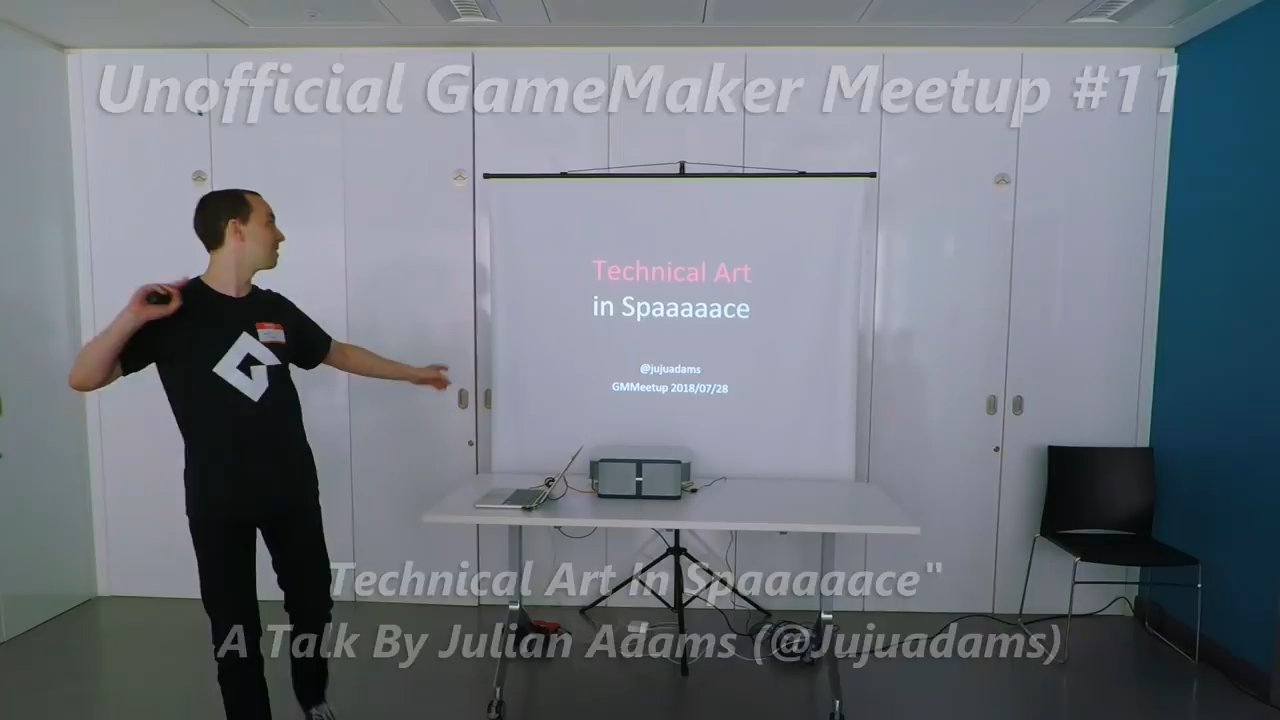 Unofficial GameMaker Meetup #11
Technical Art
in Spaaaaace
@jujuadams
GMMeetup 2018/07/28
Technical Art In Spaaaaaace"
A Talk By Julian Adams (@Jujuadams)